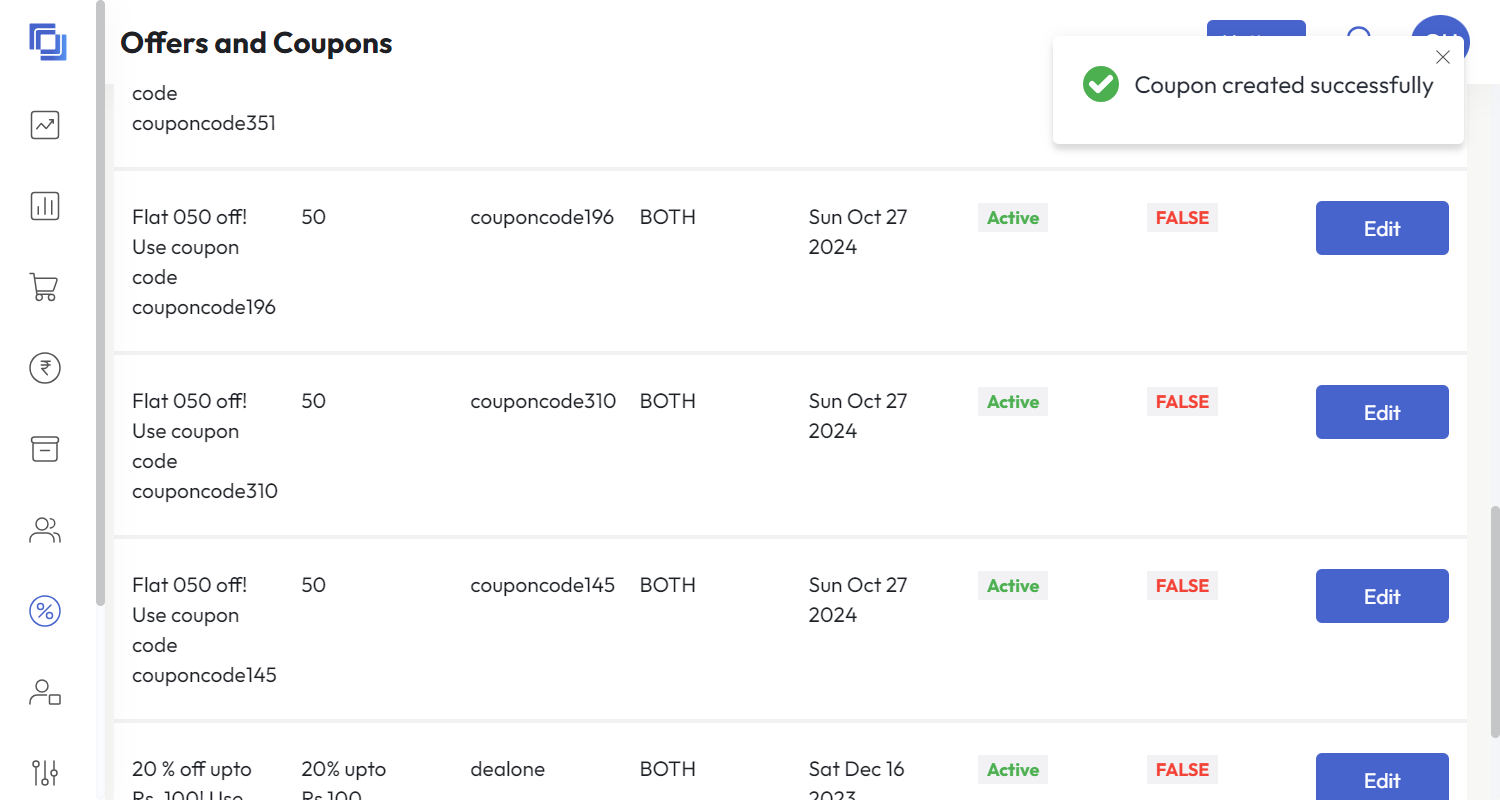 Offers and Coupons
Coupon created successfully
code
couponcode351
Flat 050 off! 50 couponcode196 BOTH Sun Oct 27 Active FALSE Edit
Use coupon 2024
code
couponcode196
Flat 050 off! 50 couponcode310 BOTH Sun Oct 27 Active FALSE Edit
Use coupon 2024
code
couponcode310
Flat 050 off! 50 couponcode145 BOTH Sun Oct 27 Active FALSE Edit
Use coupon 2024
code
couponcode145
20 % off upto 20% upto dealone BOTH Sat Dec 16 Active FALSE Edit
Rs. 100! Use Rs.100 2023